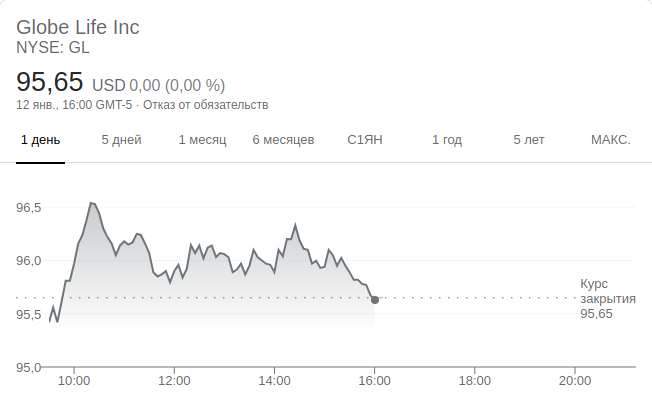 Globe Life Inc
NYSE: GL
95,65 USD 0,00 (0,00 %)
12 янв., 16:00 GMT-5 · Отказ от обязательств
1 день 5 дней 1 месяц 6 месяцев С1ЯН 1 год 5 лет МАКС.
96,5
96,0
95,5
95,0
Курс
закрытия
95,65
10:00 12:00 14:00 16:00 18:00 20:00